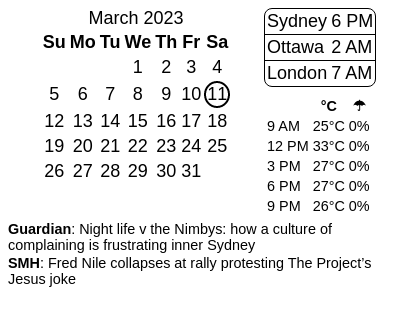 March 2023
Su Mo Tu We Th Fr Sa
1 2 3 4
5 6 7 8 9 10 11
12 13 14 15 16 17 18
19 20 21 22 23 24 25
26 27 28 29 30 31
Sydney 6 PM
Ottawa 2 AM
London 7 AM
°C ☂
9 AM 25°C 0%
12 PM 33°C 0%
3 PM 27°C 0%
6 PM 27°C 0%
9 PM 26°C 0%
Guardian: Night life v the Nimbys: how a culture of
complaining is frustrating inner Sydney
SMH: Fred Nile collapses at rally protesting The Project’s
Jesus joke